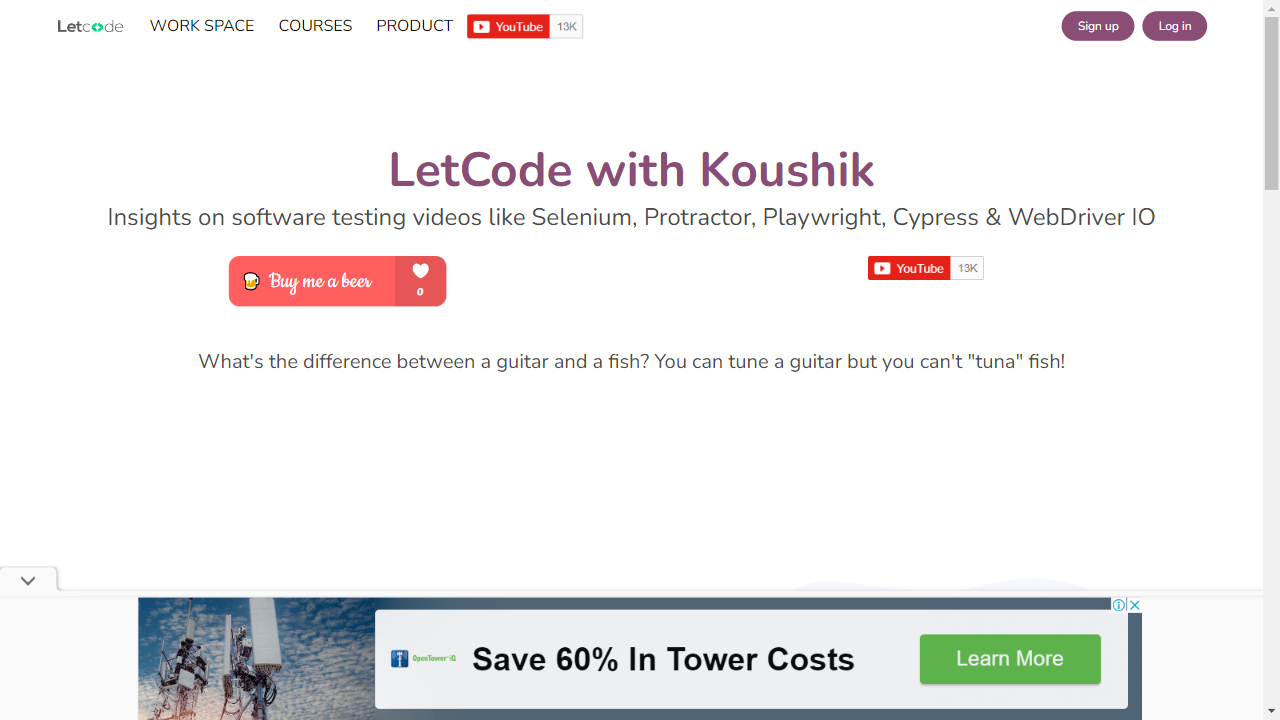 Letcode WORK SPACE COURSES PRODUCT YouTube 13K Sign up Log in
LetCode with Koushik
Insights on software testing videos like Selenium, Protractor, Playwright, Cypress & WebDriver IO
Buy me a beer 0
YouTube 13K
What's the difference between a guitar and a fish? You can tune a guitar but you can't "tuna" fish!
OpenTower iQ Save 60% In Tower Costs Learn More